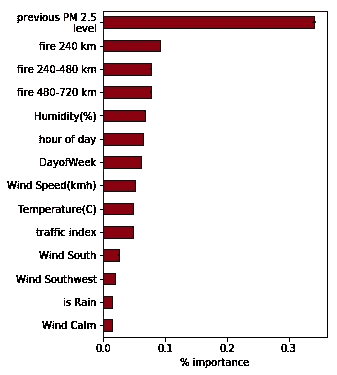 previous PM 2.5
level
fire 240 km
fire 240-480 km
fire 480-720 km
Humidity(%)
hour of day
DayofWeek
Wind Speed(kmh)
Temperature(C)
traffic index
Wind South
Wind Southwest
is Rain
Wind Calm
0.0 0.1 0.2 0.3
% importance